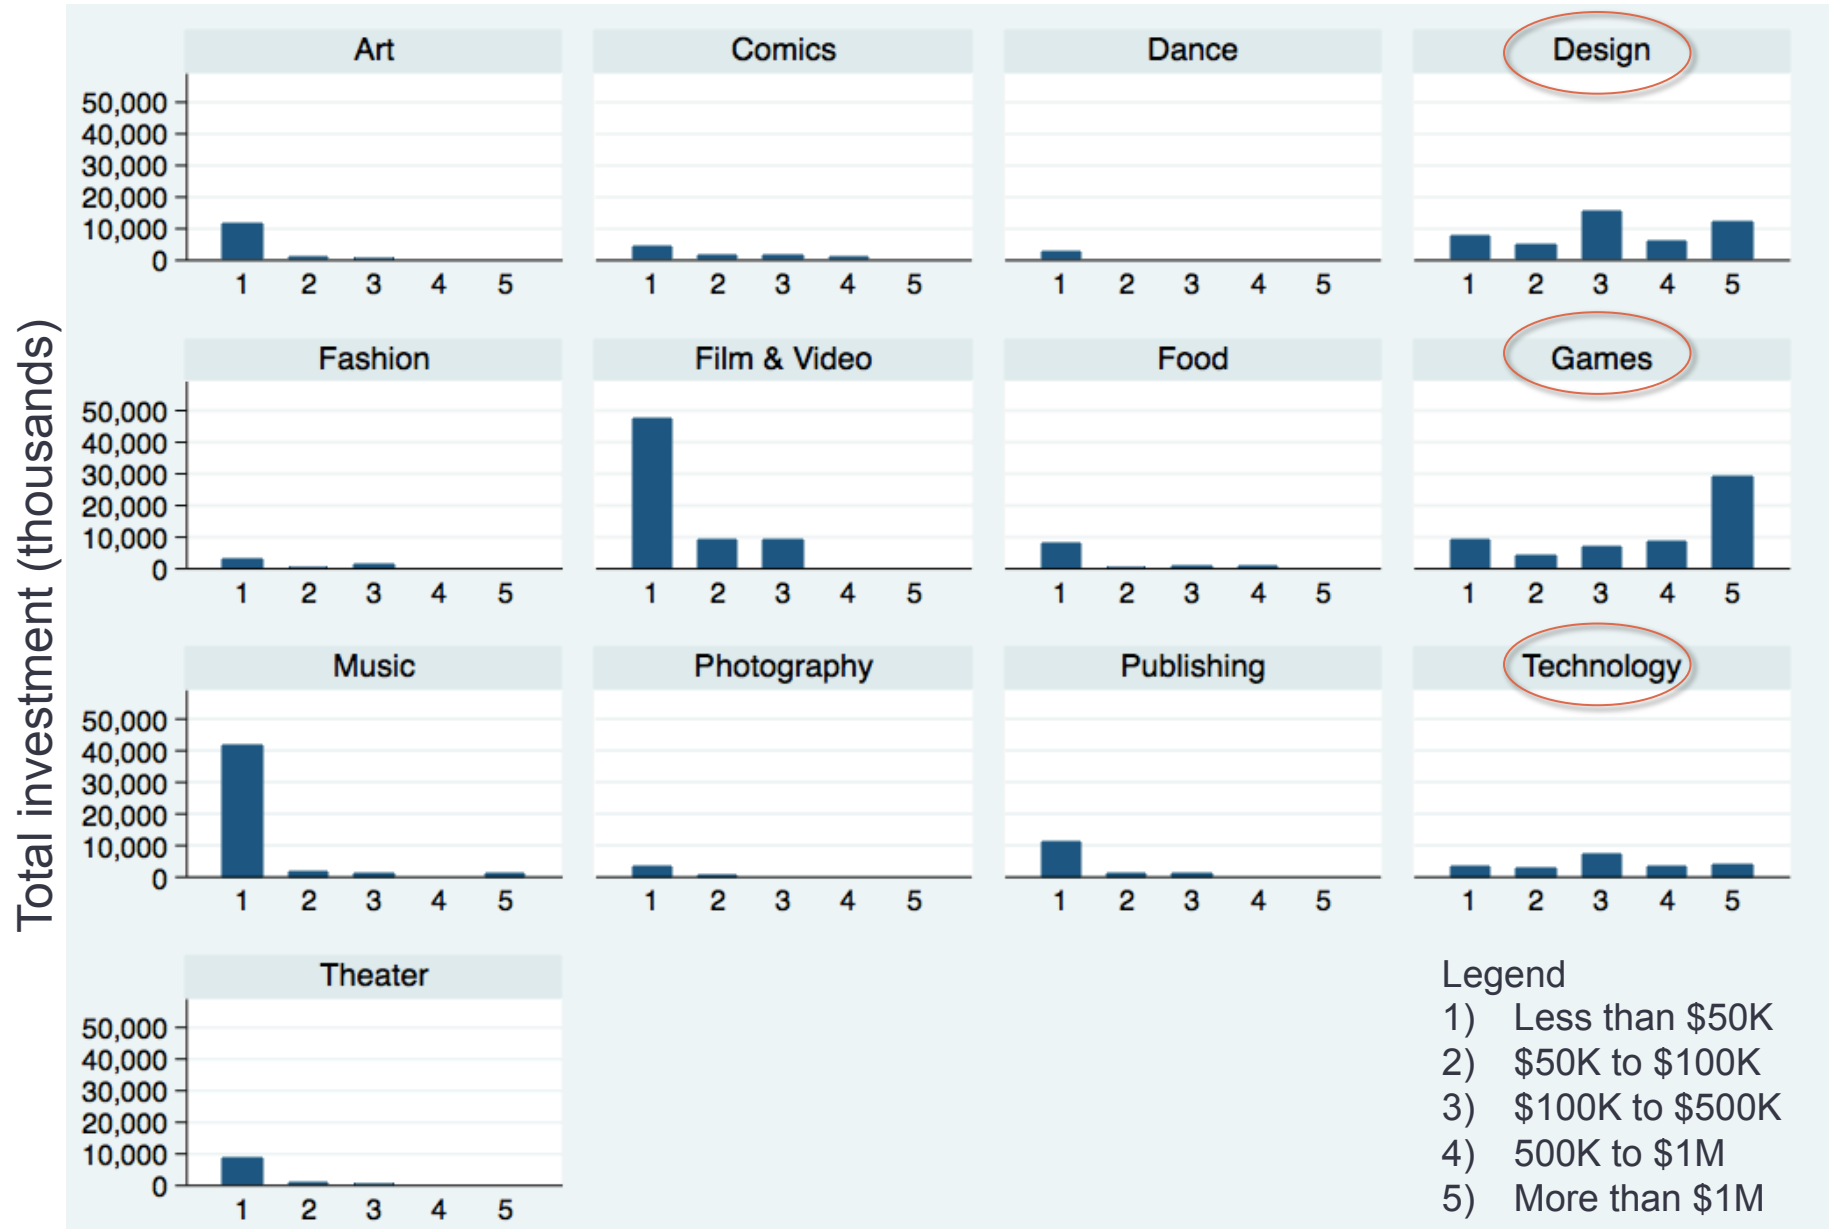 Total investment (thousands)
Art
Comics
Dance
Design
50,000
40,000
30,000
20,000
10,000
0
1 2 3 4 5
1 2 3 4 5
1 2 3 4 5
1 2 3 4 5
Fashion
Film & Video
Food
Games
50,000
40,000
30,000
20,000
10,000
0
1 2 3 4 5
1 2 3 4 5
1 2 3 4 5
1 2 3 4 5
Music
Photography
Publishing
Technology
50,000
40,000
30,000
20,000
10,000
0
1 2 3 4 5
1 2 3 4 5
1 2 3 4 5
1 2 3 4 5
Theater
50,000
40,000
30,000
20,000
10,000
0
1 2 3 4 5
Legend
1) Less than $50K
2) $50K to $100K
3) $100K to $500K
4) 500K to $1M
5) More than $1M